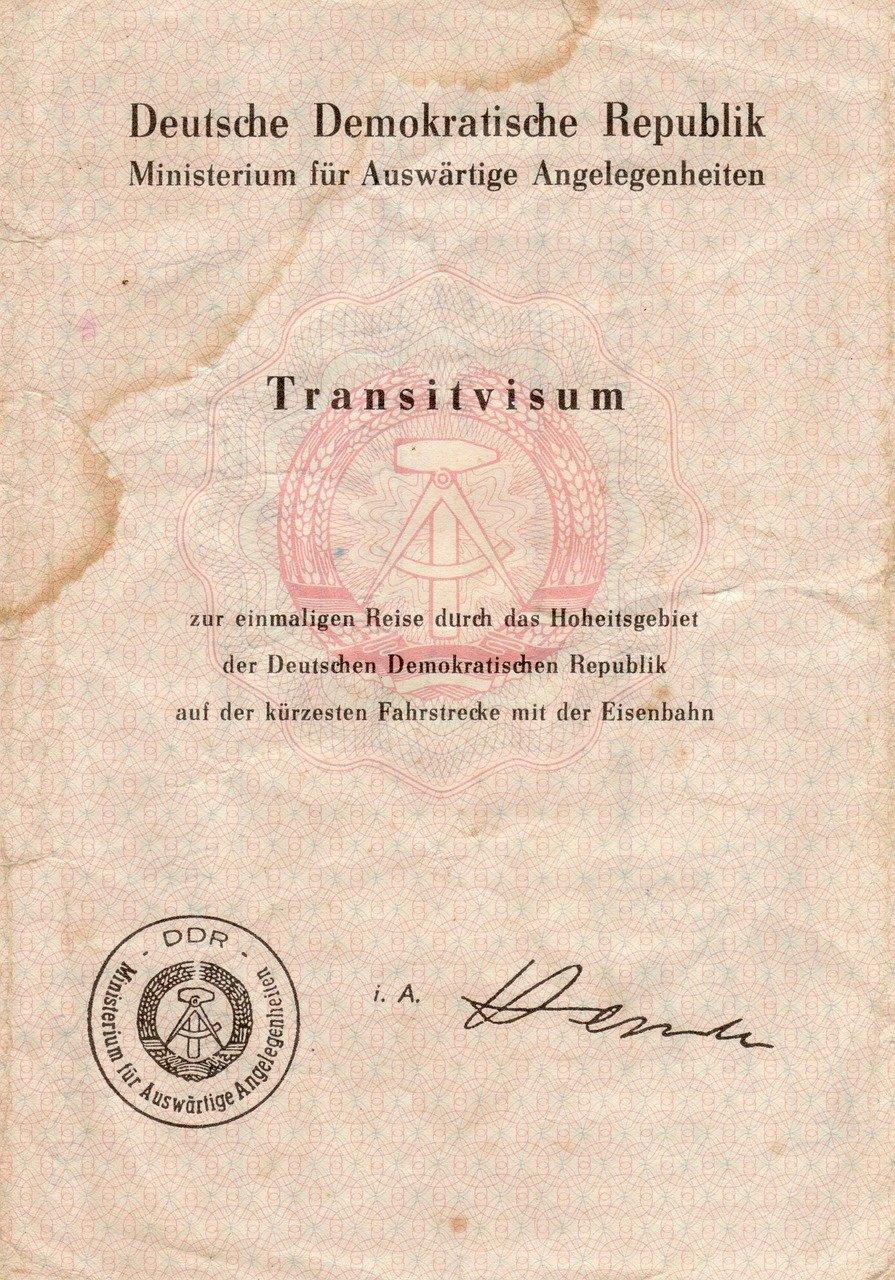 Deutsche Demokratische Republik
Ministerium für Auswärtige Angelegenheiten
Transitvisum
zur einmaligen Reise durch das Hoheitsgebiet
der Deutschen Demokratischen Republik
auf der kürzesten Fahrstrecke mit der Eisenbahn
· DDR ·
Ministerium für Auswärtige Angelegenheiten
i. A.